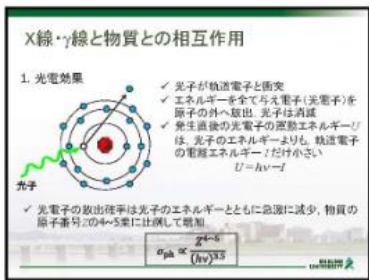 X線・γ線と物質との相互作用
1. 光電効果
✓ 光子が軌道電子と衝突
✓ エネルギーを全て与え電子(光電子)を
原子の外へ放出、光子は消滅
✓ 発生直後の光電子の運動エネルギーU
は、光子のエネルギーよりも、軌道電子
の電離エネルギーIだけ小さい
U=hν−I
光子
✓ 光電子の放出確率は光子のエネルギーとともに急激に減少、物質の
原子番号Zの4~5乗に比例して増加
σph ∝ Z^4~5/(hν)^3.5
UNIVERSITY